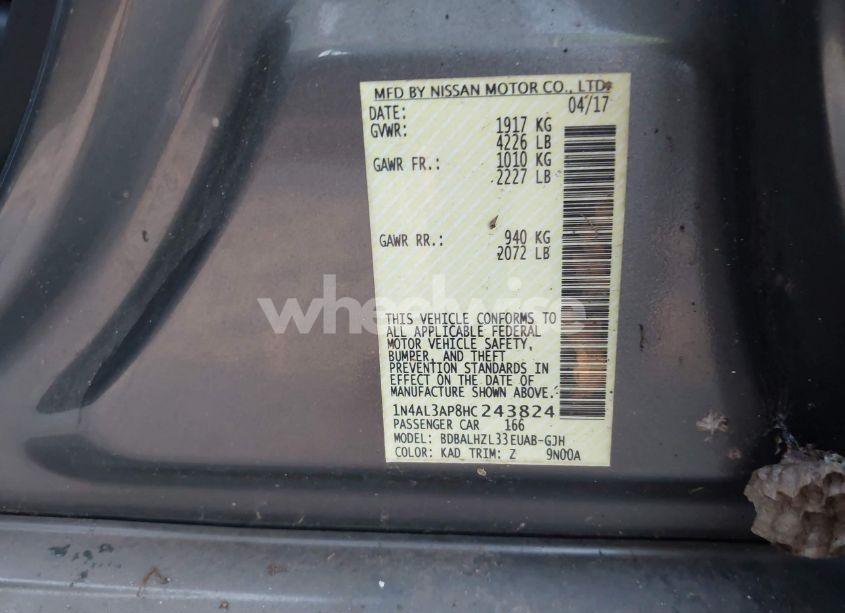 MFD BY NISSAN MOTOR CO., LTD.
DATE: 04/17
GVWR: 1917 KG
4226 LB
GAWR FR.: 1010 KG
2227 LB
GAWR RR.: 940 KG
2072 LB
wheelwise
THIS VEHICLE CONFORMS TO
ALL APPLICABLE FEDERAL
MOTOR VEHICLE SAFETY,
BUMPER, AND THEFT
PREVENTION STANDARDS IN
EFFECT ON THE DATE OF
MANUFACTURE SHOWN ABOVE.
1N4AL3AP8HC243824
PASSENGER CAR 166
MODEL: BDBALHZL33EUAB-GJH
COLOR: KAD TRIM: Z 9N00A